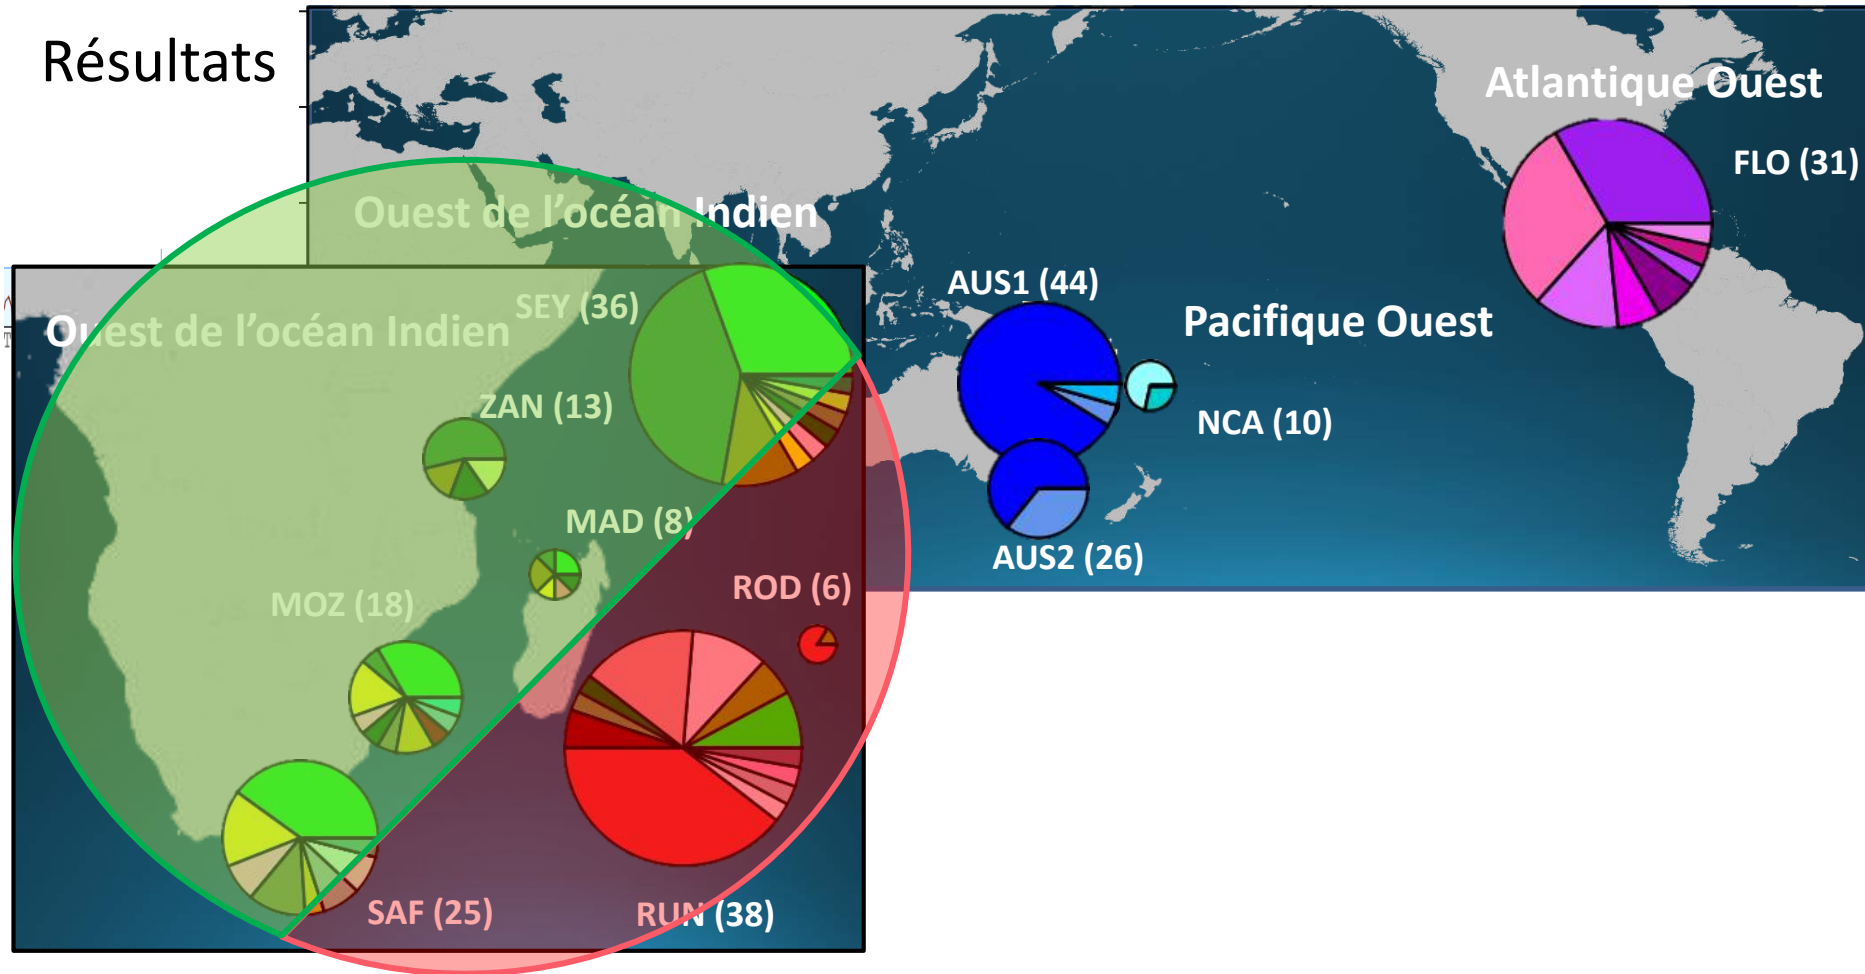 Résultats
Atlantique Ouest
FLO (31)
Ouest de l'océan Indien
AUS1 (44)
SEY (36)
Pacifique Ouest
Ouest de l'océan Indien
ZAN (13)
NCA (10)
MAD (8)
AUS2 (26)
ROD (6)
MOZ (18)
SAF (25)
RUN (38)